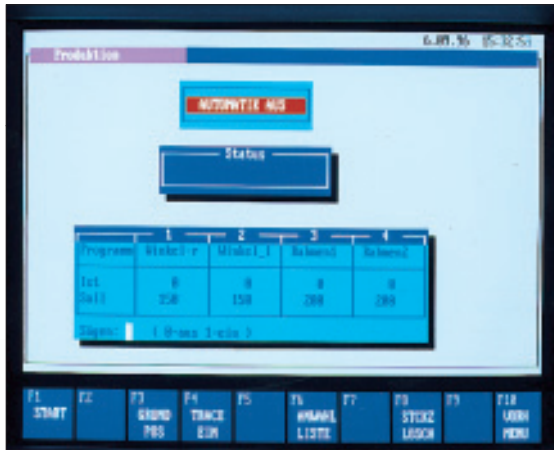 6.09.96 15:32:51
Produktion
AUTOMATIK AUS
Status
1 2 3 4
Programm Winkel-r Winkel_l Rahmen1 Rahmen2
Ist 0 0 0 0
Soll 150 150 200 200
Sägen: ( 0-aus 1-ein )
F1 F2 F3 F4 F5 F6 F7 F8 F9 F10
START GRUND TRACE ANWAHL STCKZ VORH
POS EIN LISTE LÖSCH MENU